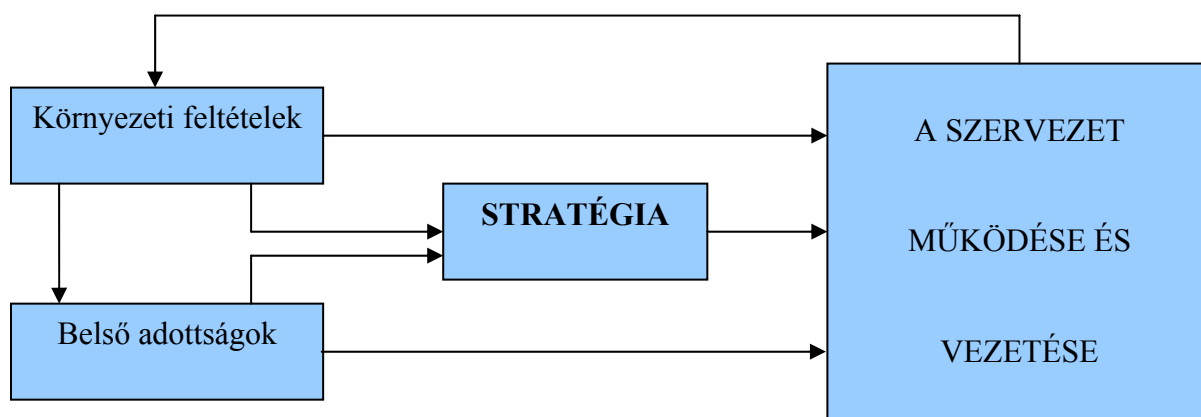 Környezeti feltételek
A SZERVEZET
STRATÉGIA
MŰKÖDÉSE ÉS
Belső adottságok
VEZETÉSE